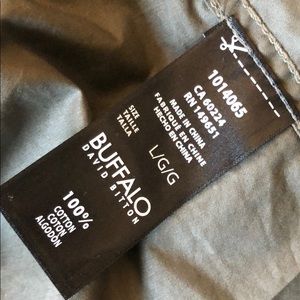 1014065
CA 60224
RN 149651
MADE IN CHINA
FABRIQUÉ EN CHINE
HECHO EN CHINA
L/G/G
SIZE
TAILLE
TALLA
BUFFALO
DAVID BITTON
100%
COTTON
COTON
ALGODON